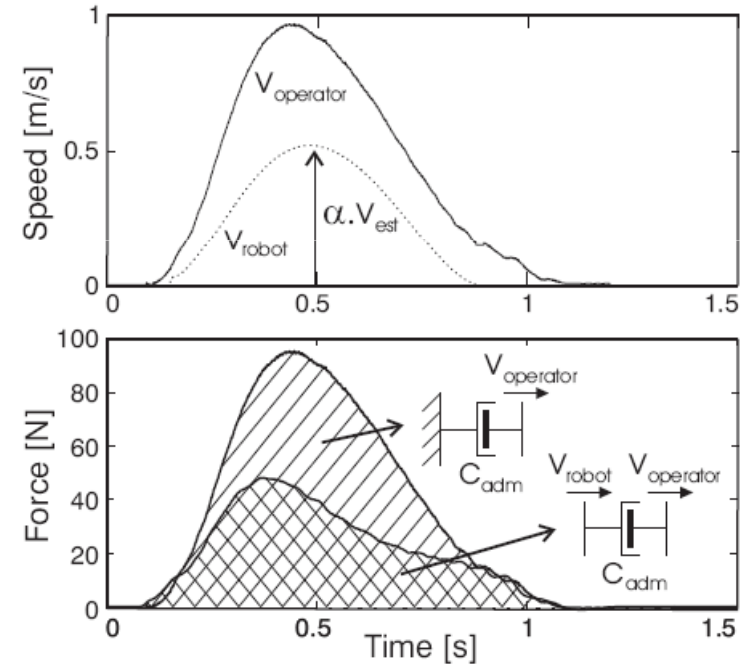 Speed [m/s]
1
0.5
0
V_operator
V_robot
α.V_est
0
0.5
1
1.5
Force [N]
100
80
60
40
20
0
V_operator
C_adm
V_robot V_operator
C_adm
0
0.5
1
1.5
Time [s]